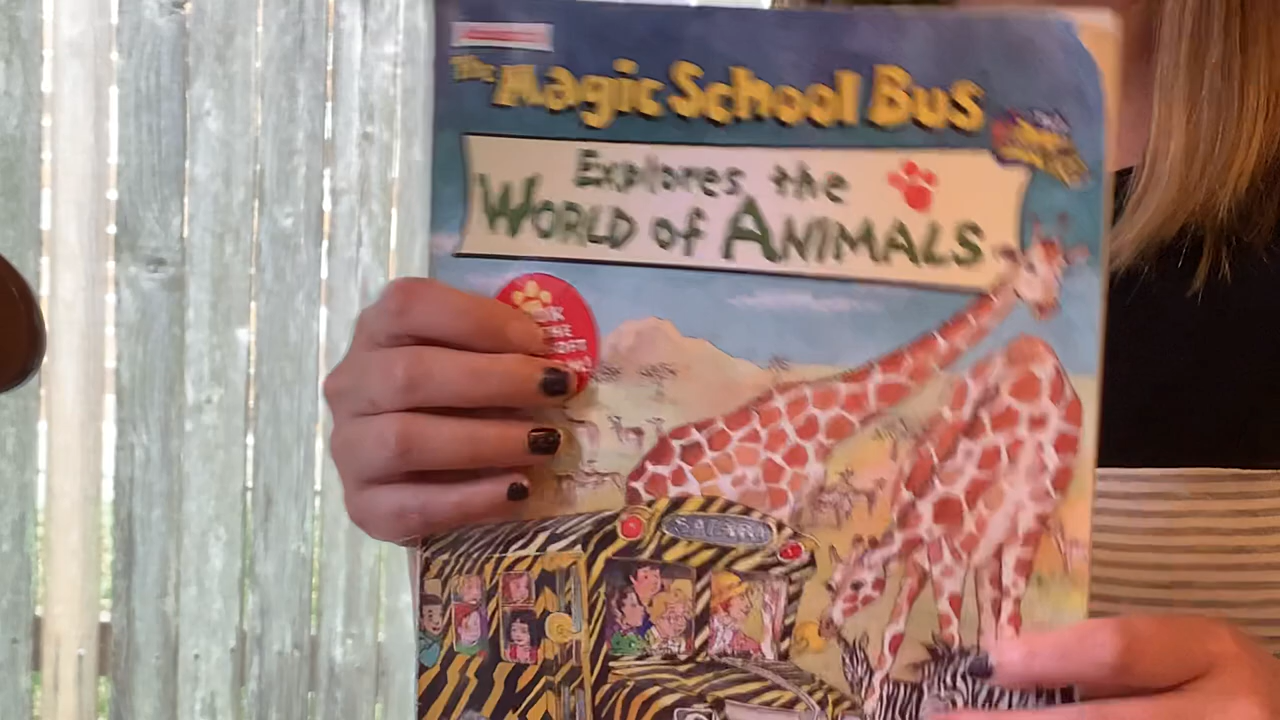 The Magic School Bus
Explores the
WORLD of ANIMALS
SAFARI